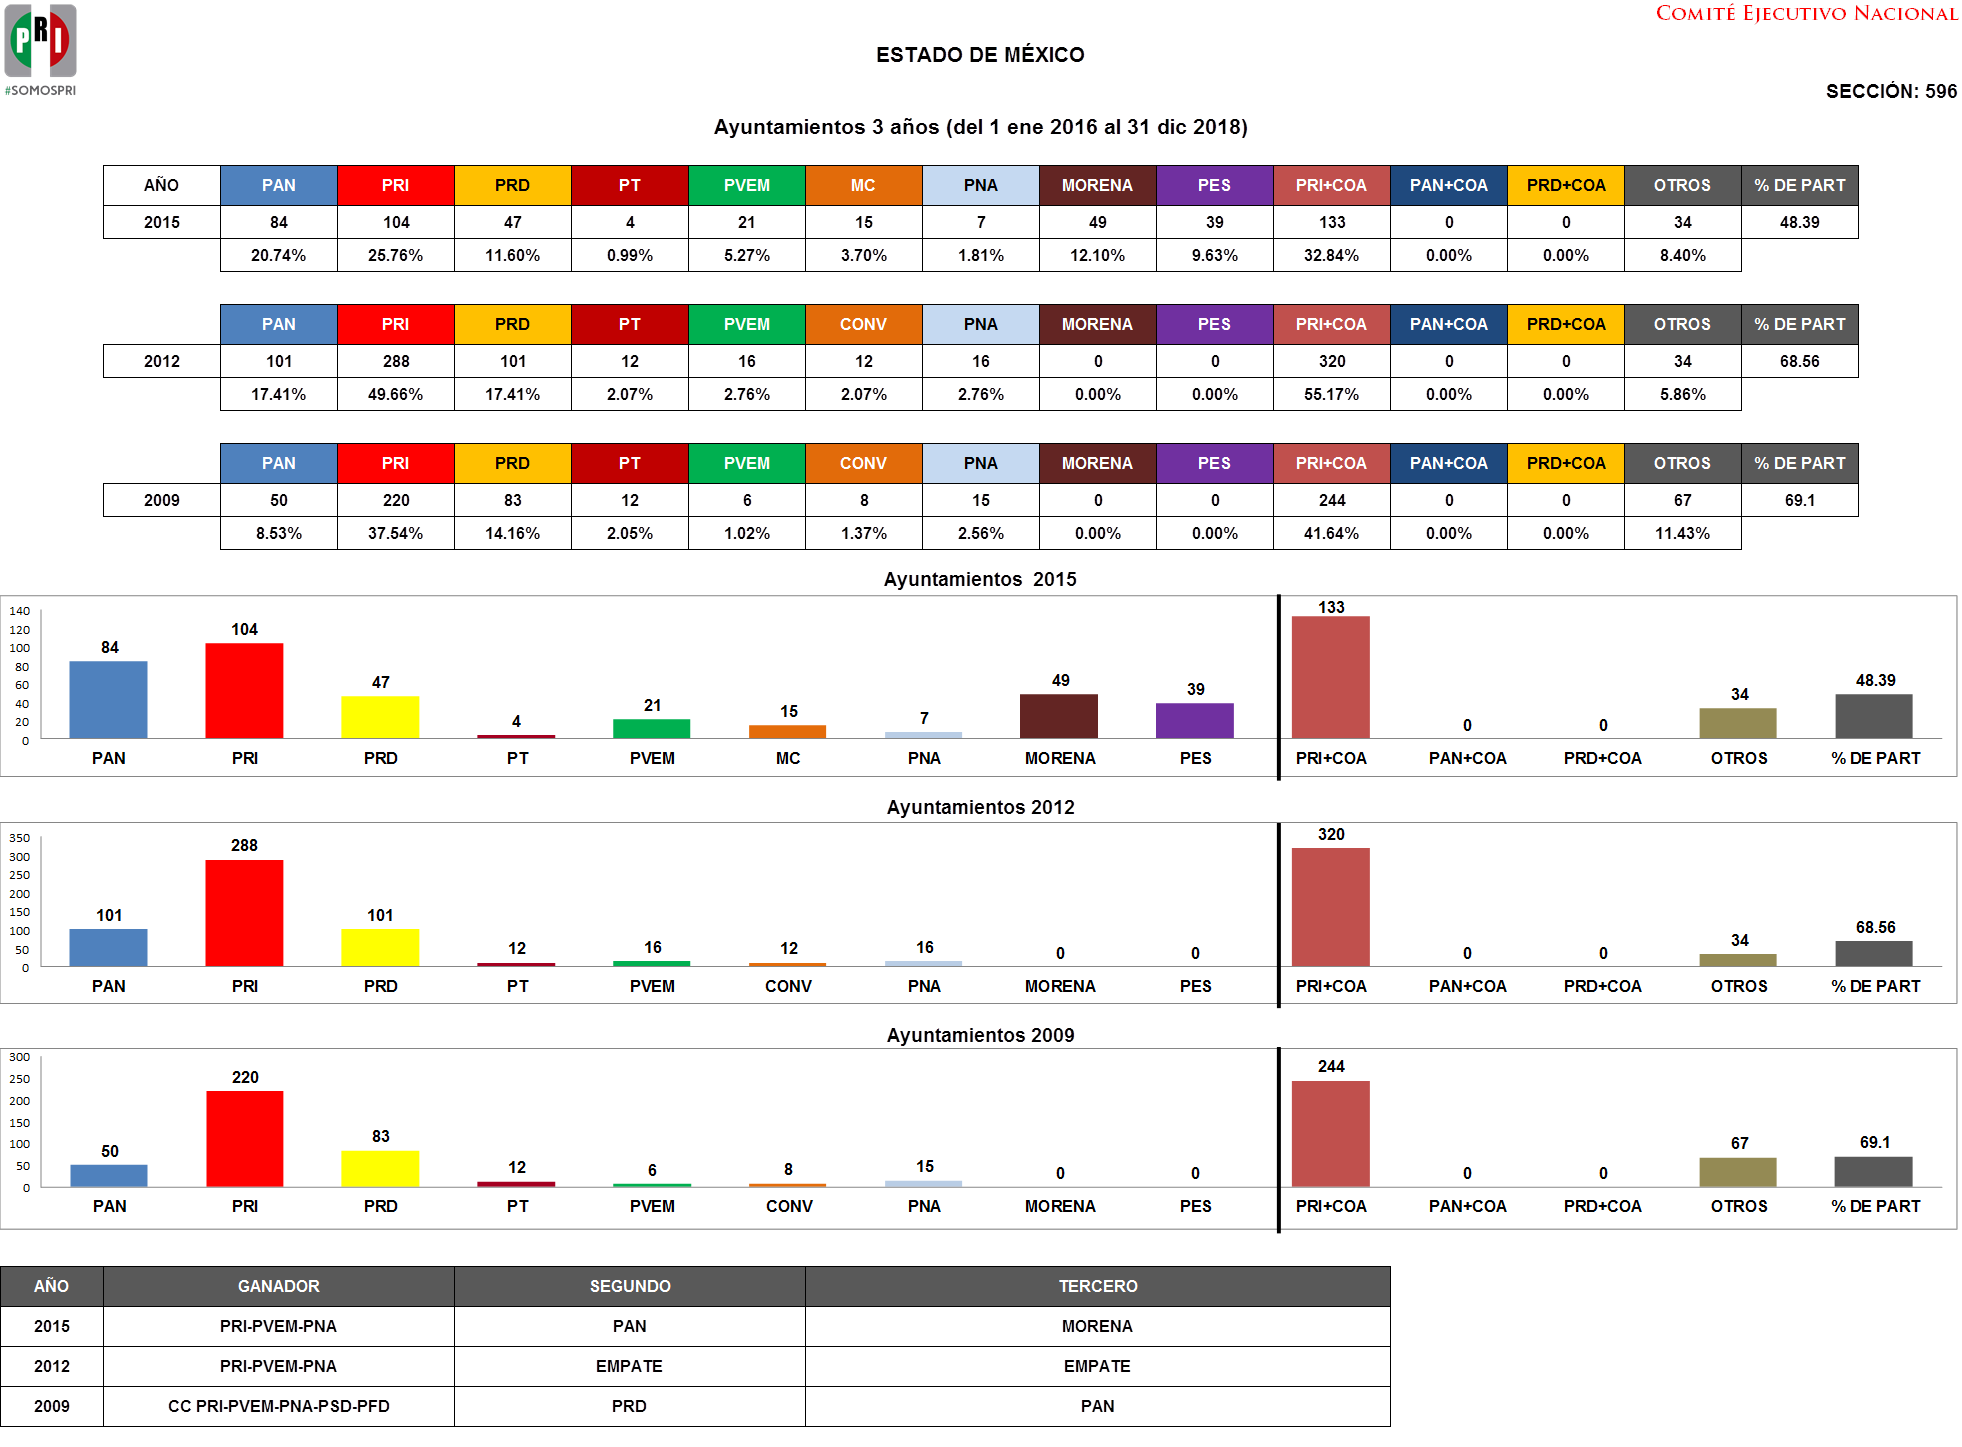 PRI
#SOMOSPRI
COMITÉ EJECUTIVO NACIONAL
ESTADO DE MÉXICO
SECCIÓN: 596
Ayuntamientos 3 años (del 1 ene 2016 al 31 dic 2018)
AÑO PAN PRI PRD PT PVEM MC PNA MORENA PES PRI+COA PAN+COA PRD+COA OTROS % DE PART
2015 84 104 47 4 21 15 7 49 39 133 0 0 34 48.39
20.74% 25.76% 11.60% 0.99% 5.27% 3.70% 1.81% 12.10% 9.63% 32.84% 0.00% 0.00% 8.40%
PAN PRI PRD PT PVEM CONV PNA MORENA PES PRI+COA PAN+COA PRD+COA OTROS % DE PART
2012 101 288 101 12 16 12 16 0 0 320 0 0 34 68.56
17.41% 49.66% 17.41% 2.07% 2.76% 2.07% 2.76% 0.00% 0.00% 55.17% 0.00% 0.00% 5.86%
PAN PRI PRD PT PVEM CONV PNA MORENA PES PRI+COA PAN+COA PRD+COA OTROS % DE PART
2009 50 220 83 12 6 8 15 0 0 244 0 0 67 69.1
8.53% 37.54% 14.16% 2.05% 1.02% 1.37% 2.56% 0.00% 0.00% 41.64% 0.00% 0.00% 11.43%
Ayuntamientos 2015
140
120
100
80
60
40
20
0
84 104 47 4 21 15 7 49 39 133 0 0 34 48.39
PAN PRI PRD PT PVEM MC PNA MORENA PES PRI+COA PAN+COA PRD+COA OTROS % DE PART
Ayuntamientos 2012
350
300
250
200
150
100
50
0
101 288 101 12 16 12 16 0 0 320 0 0 34 68.56
PAN PRI PRD PT PVEM CONV PNA MORENA PES PRI+COA PAN+COA PRD+COA OTROS % DE PART
Ayuntamientos 2009
300
250
200
150
100
50
0
50 220 83 12 6 8 15 0 0 244 0 0 67 69.1
PAN PRI PRD PT PVEM CONV PNA MORENA PES PRI+COA PAN+COA PRD+COA OTROS % DE PART
AÑO GANADOR SEGUNDO TERCERO
2015 PRI-PVEM-PNA PAN MORENA
2012 PRI-PVEM-PNA EMPATE EMPATE
2009 CC PRI-PVEM-PNA-PSD-PFD PRD PAN